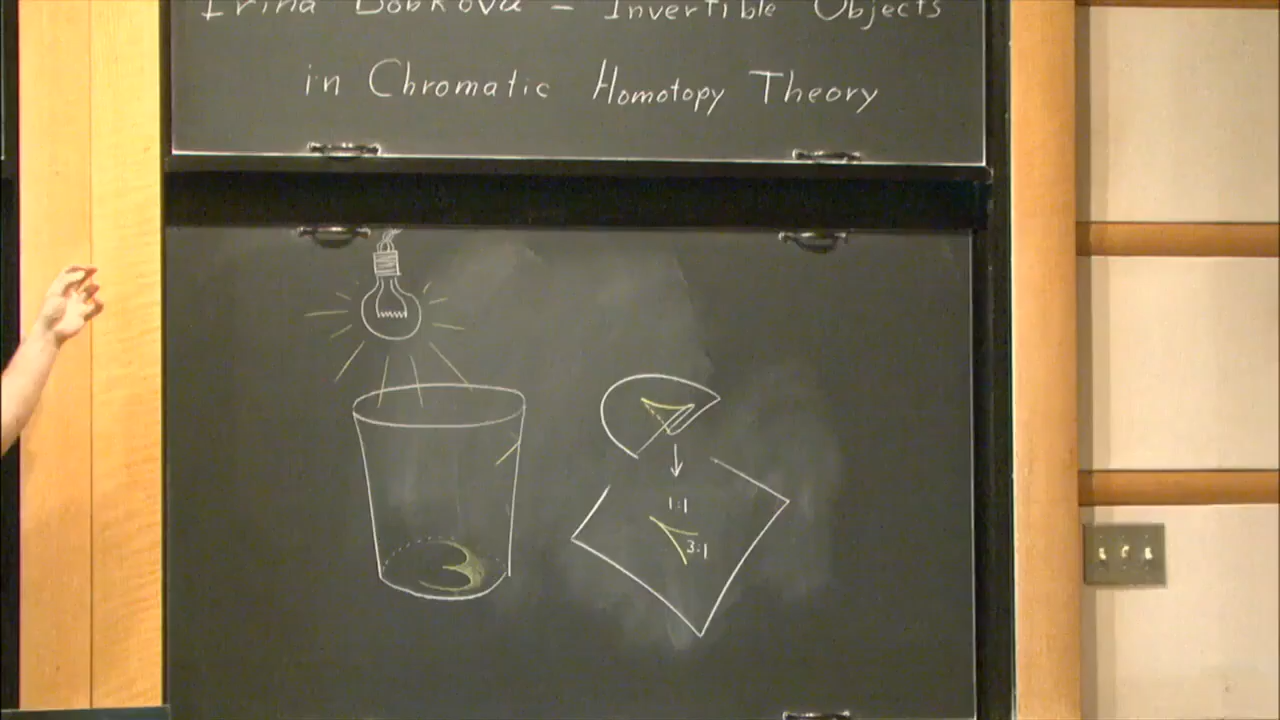 Irina Bobkova - Invertible Objects
in Chromatic Homotopy Theory
1:1
3:1